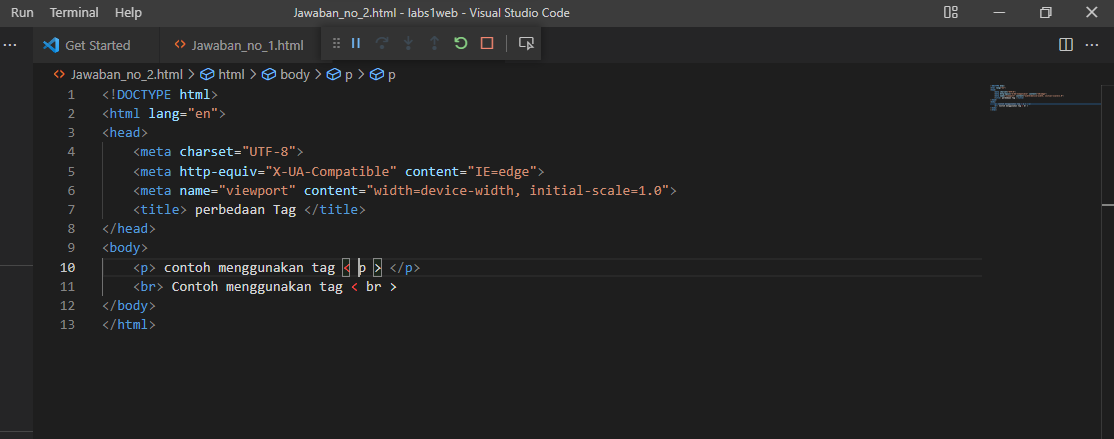 Run Terminal Help Jawaban_no_2.html - labs1web - Visual Studio Code
Get Started Jawaban_no_1.html
Jawaban_no_2.html > html > body > p > p
1 <!DOCTYPE html>
2 <html lang="en">
3 <head>
4 <meta charset="UTF-8">
5 <meta http-equiv="X-UA-Compatible" content="IE=edge">
6 <meta name="viewport" content="width=device-width, initial-scale=1.0">
7 <title> perbedaan Tag </title>
8 </head>
9 <body>
10 <p> contoh menggunakan tag < p > </p>
11 <br> Contoh menggunakan tag < br >
12 </body>
13 </html>